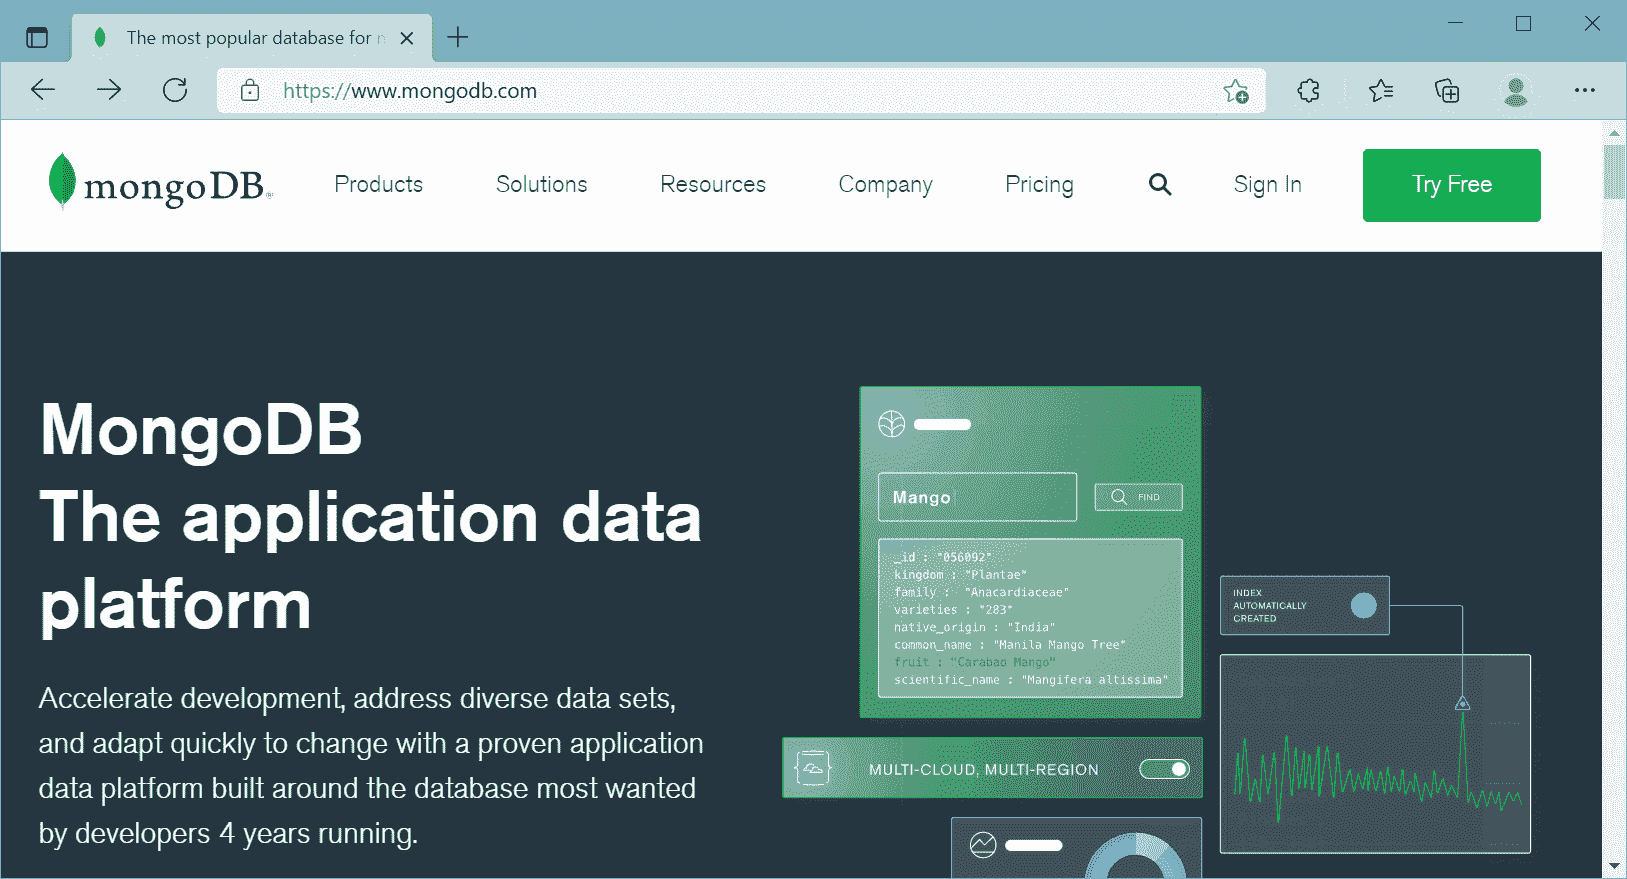 The most popular database for
https://www.mongodb.com
mongoDB®
Products
Solutions
Resources
Company
Pricing
Sign In
Try Free
MongoDB
The application data
platform
Accelerate development, address diverse data sets,
and adapt quickly to change with a proven application
data platform built around the database most wanted
by developers 4 years running.
Mango
FIND
_id : "056092"
kingdom : "Plantae"
family : "Anacardiaceae"
varieties : "283"
native_origin : "India"
common_name : "Manila Mango Tree"
fruit : "Carabao Mango"
scientific_name : "Mangifera altissima"
INDEX
AUTOMATICALLY
CREATED
MULTI-CLOUD, MULTI-REGION